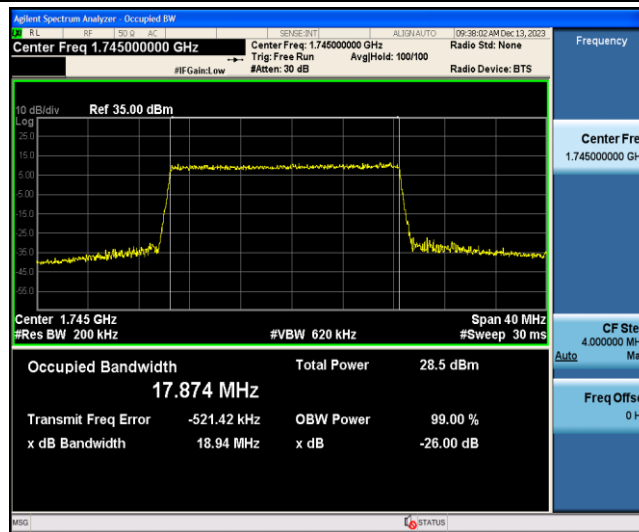 Agilent Spectrum Analyzer - Occupied BW
RL RF 50 Ω AC SENSE:INT ALIGN AUTO 09:38:02 AM Dec 13, 2023
Center Freq 1.745000000 GHz Center Freq: 1.745000000 GHz Radio Std: None
Trig: Free Run Avg|Hold: 100/100
#IFGain:Low #Atten: 30 dB Radio Device: BTS
10 dB/div Ref 35.00 dBm
Log
25.0
15.0
5.00
-5.00
-15.0
-25.0
-35.0
-45.0
-55.0
Center 1.745 GHz Span 40 MHz
#Res BW 200 kHz #VBW 620 kHz #Sweep 30 ms
Occupied Bandwidth Total Power 28.5 dBm
17.874 MHz
Transmit Freq Error -521.42 kHz OBW Power 99.00 %
x dB Bandwidth 18.94 MHz x dB -26.00 dB
MSG STATUS
Frequency
Center Fre
1.745000000 GH
CF Ste
4.000000 MH
Auto Ma
Freq Offse
0 H